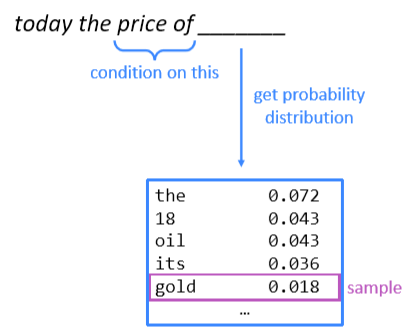 today the price of _______
condition on this
get probability
distribution
the 0.072
18 0.043
oil 0.043
its 0.036
gold 0.018
sample
…